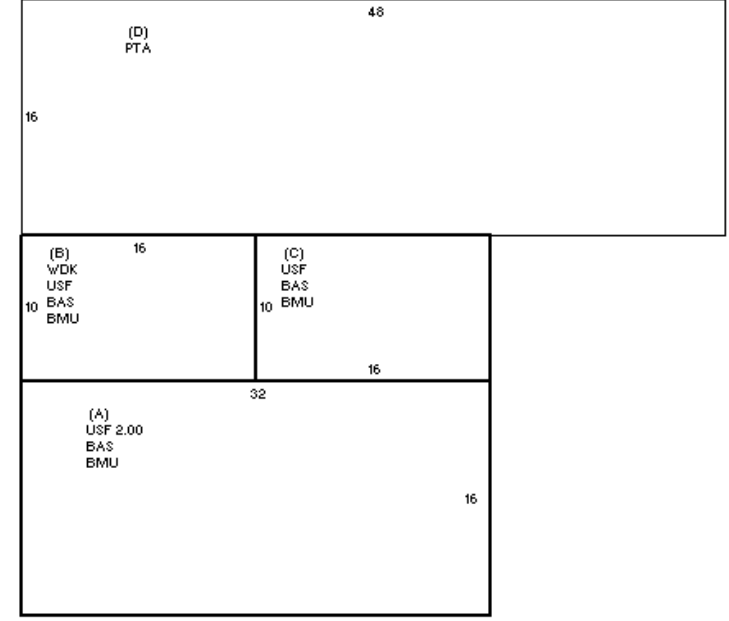 48
(D)
PTA
16
16
(B)
WDK
USF
BAS
BMU
10
(C)
USF
BAS
BMU
10
16
32
(A)
USF 2.00
BAS
BMU
16